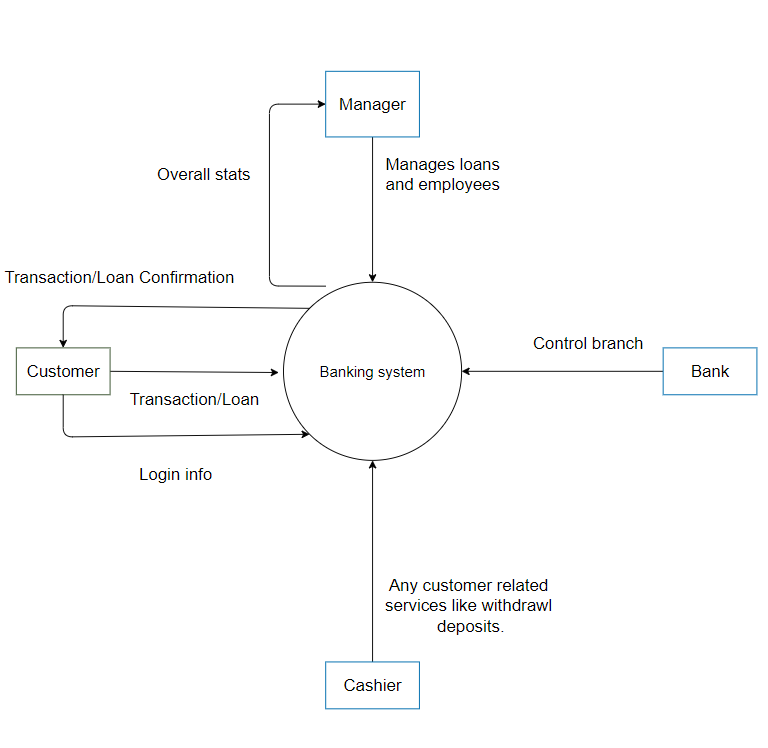 Manager
Manages loans
and employees
Overall stats
Transaction/Loan Confirmation
Control branch
Customer
Banking system
Bank
Transaction/Loan
Login info
Any customer related
services like withdrawl
deposits.
Cashier